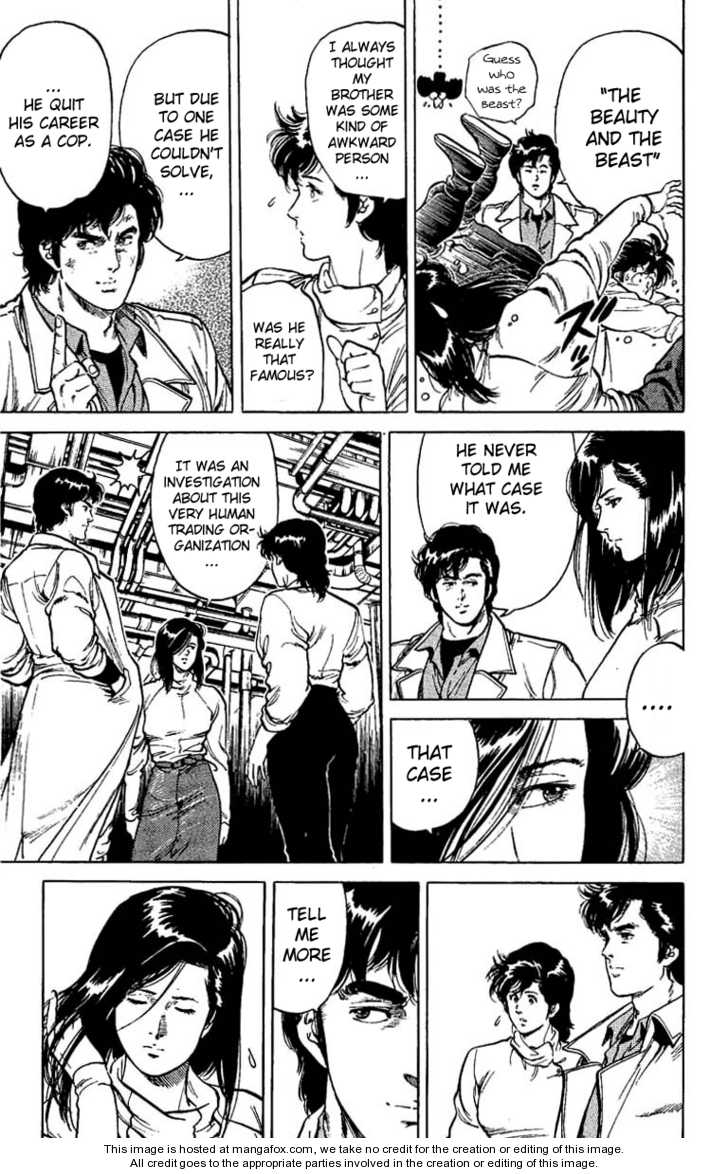 "THE
BEAUTY
AND THE
BEAST"
Guess
who
was the
beast?
I ALWAYS
THOUGHT
MY
BROTHER
WAS SOME
KIND OF
AWKWARD
PERSON
...
WAS HE
REALLY
THAT
FAMOUS?
BUT DUE
TO ONE
CASE HE
COULDN'T
SOLVE,
...
...
HE QUIT
HIS CAREER
AS A COP.
HE NEVER
TOLD ME
WHAT CASE
IT WAS.
....
THAT
CASE
...
IT WAS AN
INVESTIGATION
ABOUT THIS
VERY HUMAN
TRADING OR-
GANIZATION
...
TELL
ME
MORE
...
This image is hosted at mangafox.com, we take no credit for the creation or editing of this image.
All credit goes to the appropriate parties involved in the creation or editing of this image.